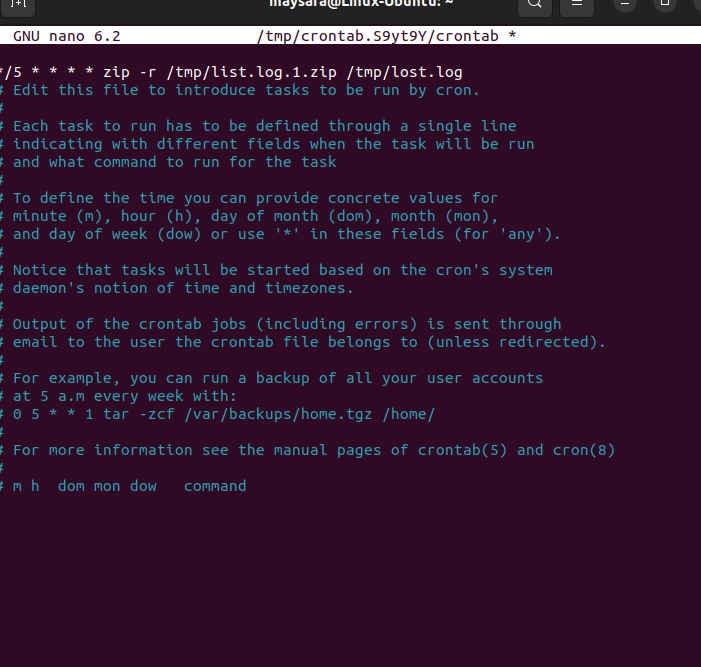 maysara@Linux-Ubuntu: ~
GNU nano 6.2 /tmp/crontab.S9yt9Y/crontab *
*/5 * * * * zip -r /tmp/list.log.1.zip /tmp/lost.log
# Edit this file to introduce tasks to be run by cron.
#
# Each task to run has to be defined through a single line
# indicating with different fields when the task will be run
# and what command to run for the task
#
# To define the time you can provide concrete values for
# minute (m), hour (h), day of month (dom), month (mon),
# and day of week (dow) or use '*' in these fields (for 'any').
#
# Notice that tasks will be started based on the cron's system
# daemon's notion of time and timezones.
#
# Output of the crontab jobs (including errors) is sent through
# email to the user the crontab file belongs to (unless redirected).
#
# For example, you can run a backup of all your user accounts
# at 5 a.m every week with:
# 0 5 * * 1 tar -zcf /var/backups/home.tgz /home/
#
# For more information see the manual pages of crontab(5) and cron(8)
#
# m h  dom mon dow   command